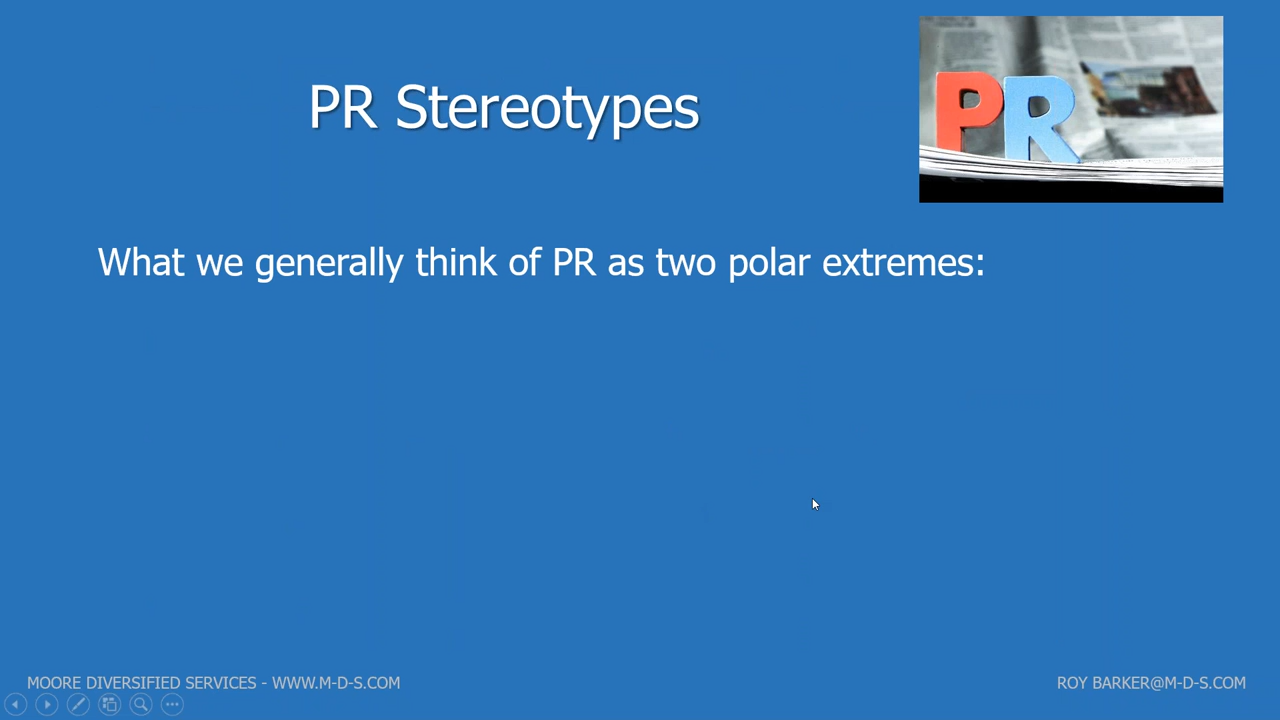 PR Stereotypes
PR
What we generally think of PR as two polar extremes:
MOORE DIVERSIFIED SERVICES - WWW.M-D-S.COM
ROY BARKER@M-D-S.COM